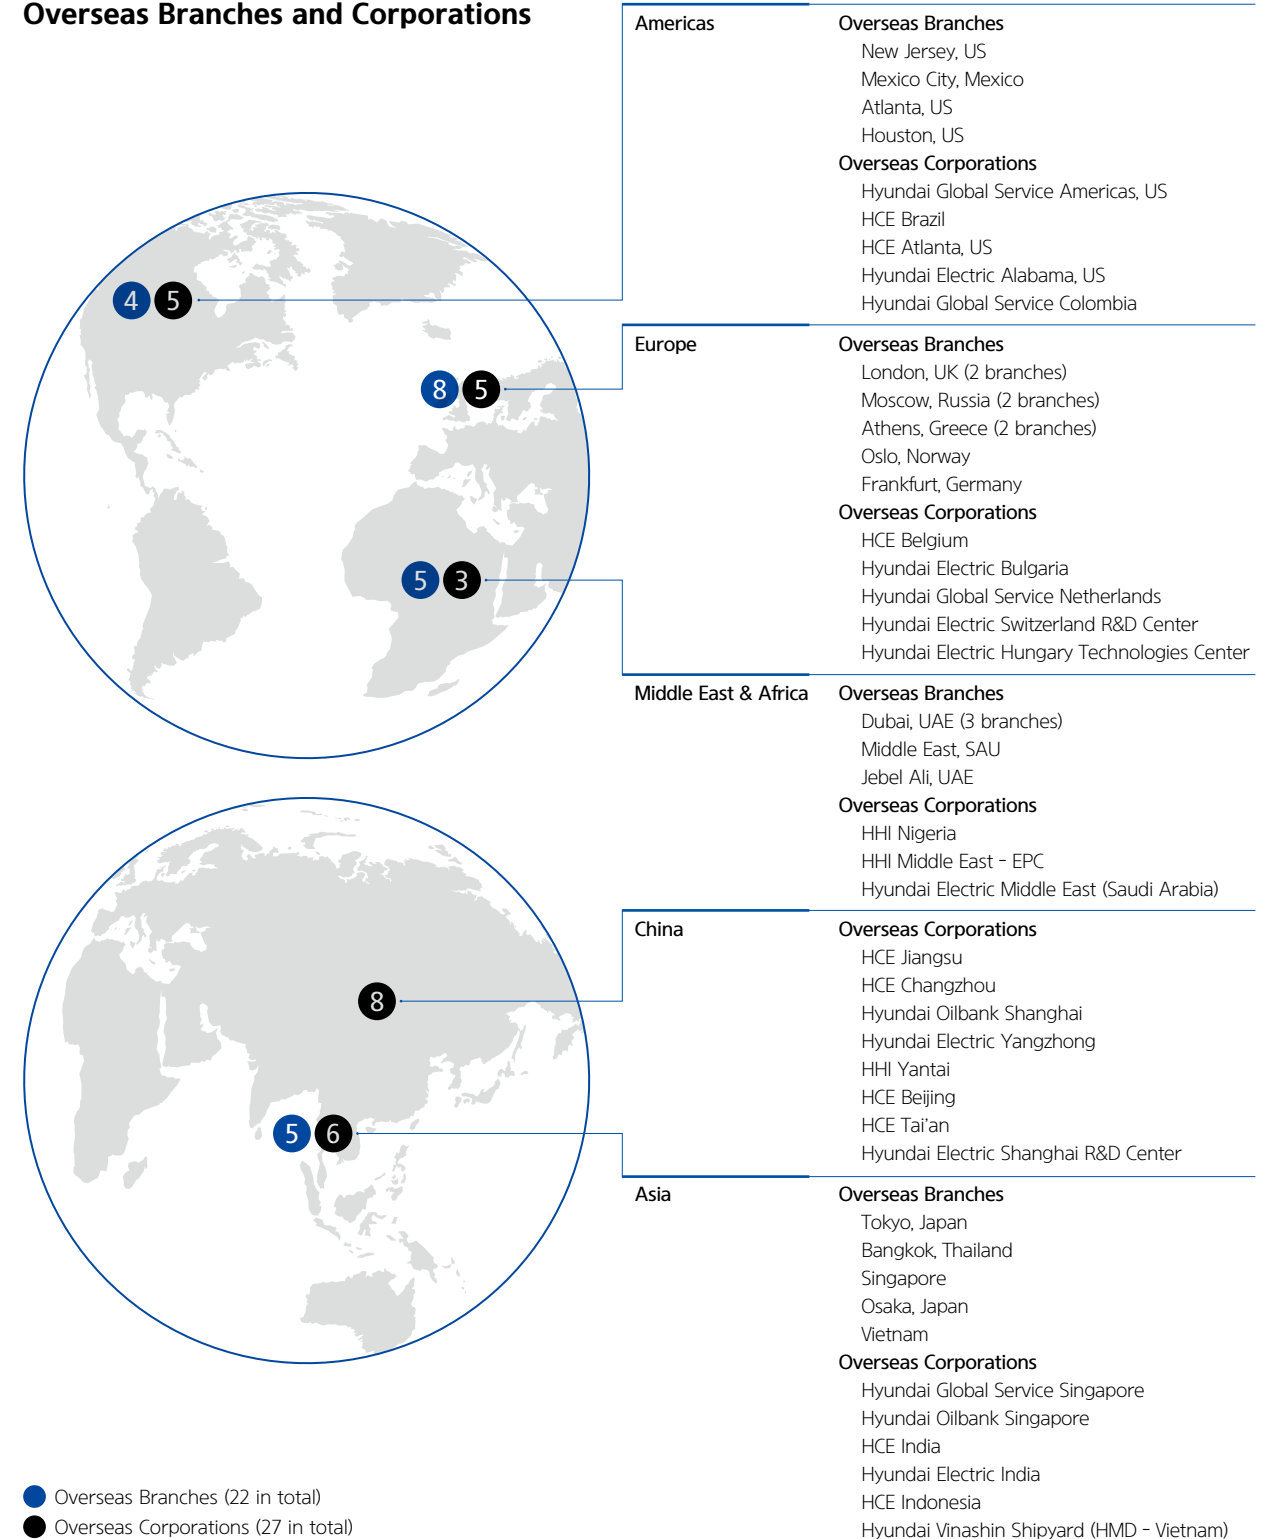 Overseas Branches and Corporations
4 5
8 5
5 3
8
5 6
Overseas Branches (22 in total)
Overseas Corporations (27 in total)
Americas
Overseas Branches
New Jersey, US
Mexico City, Mexico
Atlanta, US
Houston, US
Overseas Corporations
Hyundai Global Service Americas, US
HCE Brazil
HCE Atlanta, US
Hyundai Electric Alabama, US
Hyundai Global Service Colombia
Europe
Overseas Branches
London, UK (2 branches)
Moscow, Russia (2 branches)
Athens, Greece (2 branches)
Oslo, Norway
Frankfurt, Germany
Overseas Corporations
HCE Belgium
Hyundai Electric Bulgaria
Hyundai Global Service Netherlands
Hyundai Electric Switzerland R&D Center
Hyundai Electric Hungary Technologies Center
Middle East & Africa
Overseas Branches
Dubai, UAE (3 branches)
Middle East, SAU
Jebel Ali, UAE
Overseas Corporations
HHI Nigeria
HHI Middle East - EPC
Hyundai Electric Middle East (Saudi Arabia)
China
Overseas Corporations
HCE Jiangsu
HCE Changzhou
Hyundai Oilbank Shanghai
Hyundai Electric Yangzhong
HHI Yantai
HCE Beijing
HCE Tai'an
Hyundai Electric Shanghai R&D Center
Asia
Overseas Branches
Tokyo, Japan
Bangkok, Thailand
Singapore
Osaka, Japan
Vietnam
Overseas Corporations
Hyundai Global Service Singapore
Hyundai Oilbank Singapore
HCE India
Hyundai Electric India
HCE Indonesia
Hyundai Vinashin Shipyard (HMD - Vietnam)